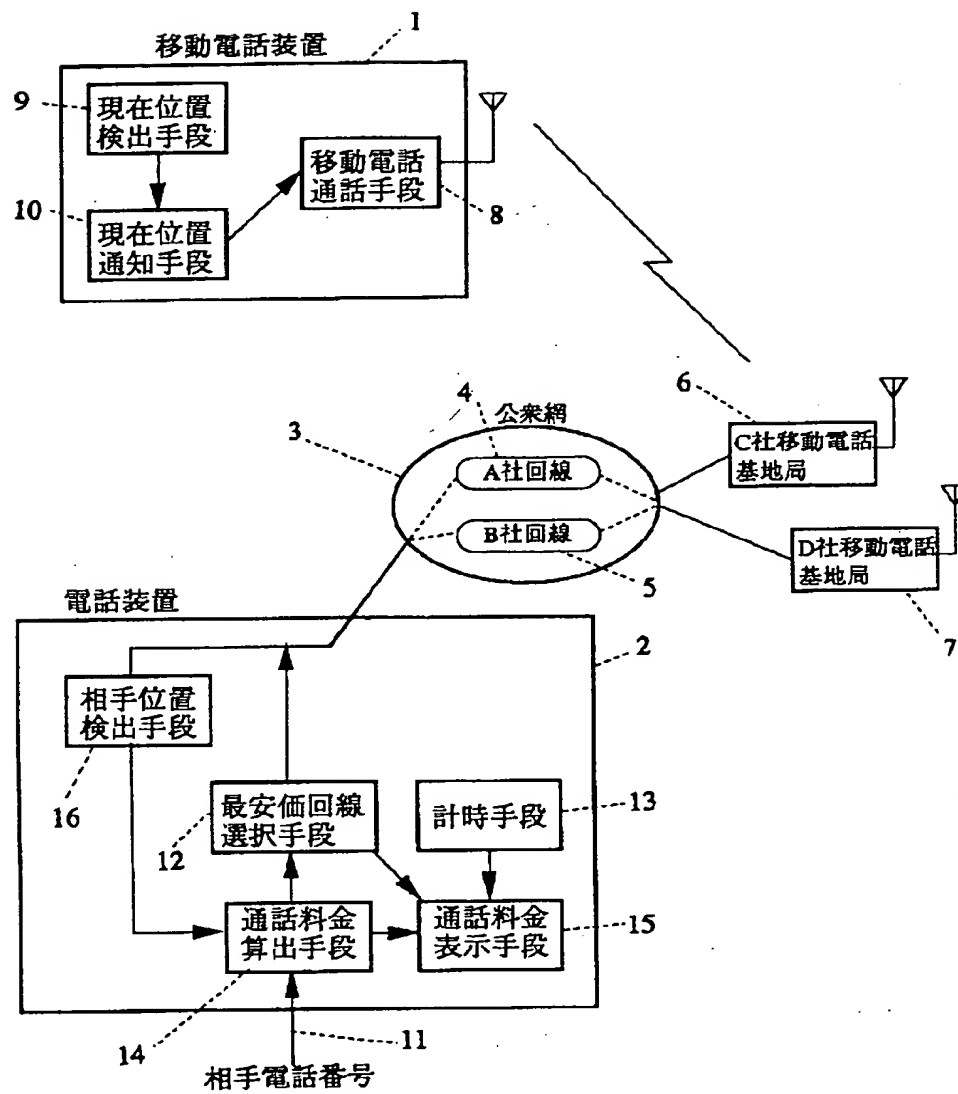 1
移動電話装置
9
現在位置
検出手段
移動電話
通話手段
8
10
現在位置
通知手段
6
4
公衆網
3
A社回線
C社移動電話
基地局
B社回線
D社移動電話
基地局
5
7
電話装置
2
相手位置
検出手段
16
最安価回線
選択手段
12
計時手段
13
通話料金
算出手段
通話料金
表示手段
15
14
11
相手電話番号